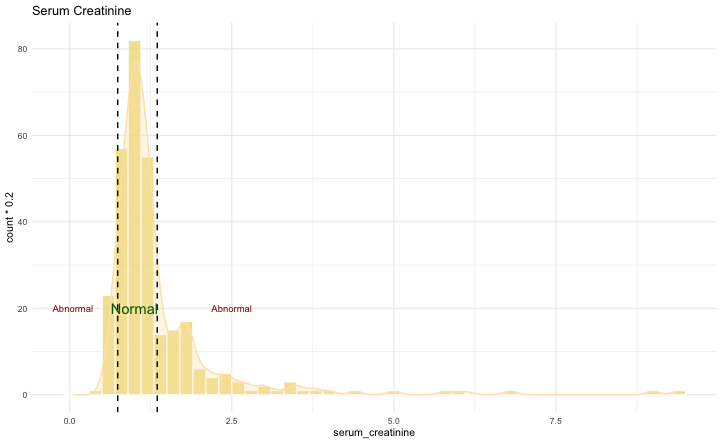 Serum Creatinine
count * 0.2
80
60
40
20
0
Abnormal
Normal
Abnormal
0.0
2.5
5.0
7.5
serum_creatinine